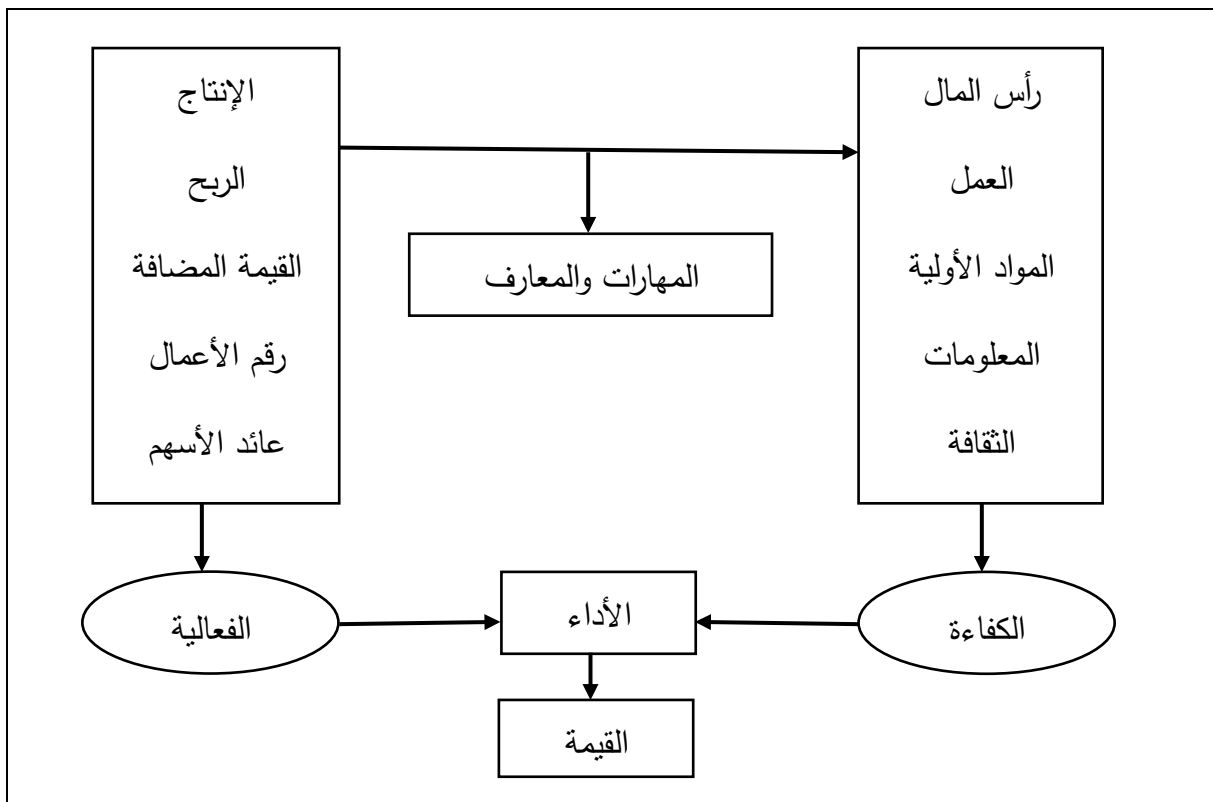 رأس المال
العمل
المواد الأولية
المعلومات
الثقافة
الإنتاج
الربح
القيمة المضافة
رقم الأعمال
عائد الأسهم
المهارات والمعارف
الكفاءة
الأداء
الفعالية
القيمة